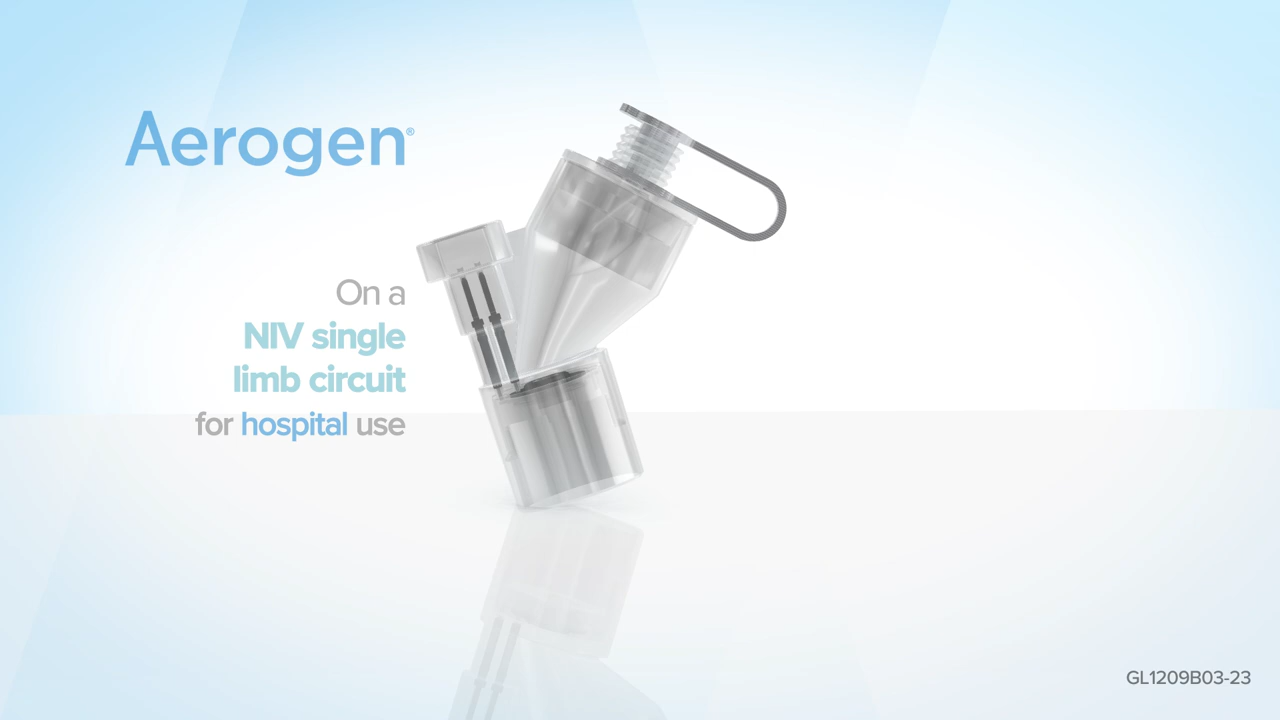 Aerogen®
On a
NIV single
limb circuit
for hospital use
GL1209B03-23